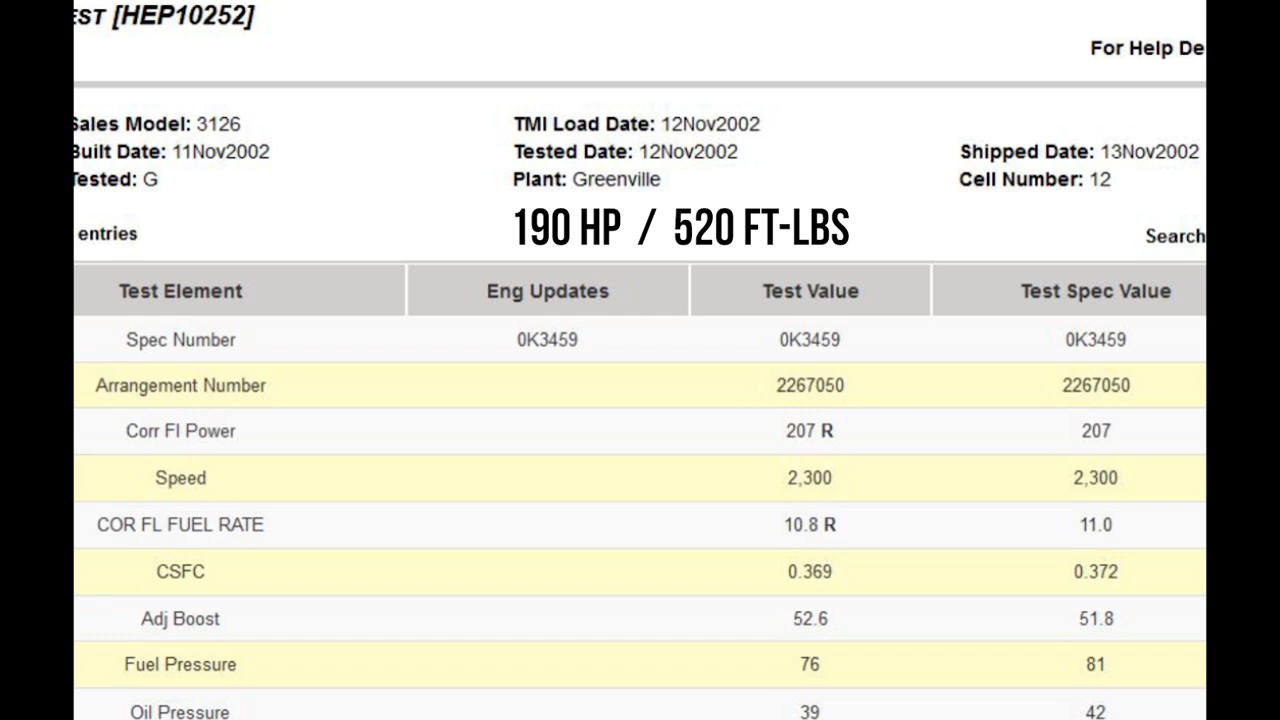 EST [HEP10252]
For Help De
Sales Model: 3126
TMI Load Date: 12Nov2002
Built Date: 11Nov2002
Tested Date: 12Nov2002
Shipped Date: 13Nov2002
Tested: G
Plant: Greenville
Cell Number: 12
190 HP / 520 FT-LBS
entries
Search
Test Element Eng Updates Test Value Test Spec Value
Spec Number 0K3459 0K3459 0K3459
Arrangement Number 2267050 2267050
Corr Fl Power 207 R 207
Speed 2,300 2,300
COR FL FUEL RATE 10.8 R 11.0
CSFC 0.369 0.372
Adj Boost 52.6 51.8
Fuel Pressure 76 81
Oil Pressure 39 42